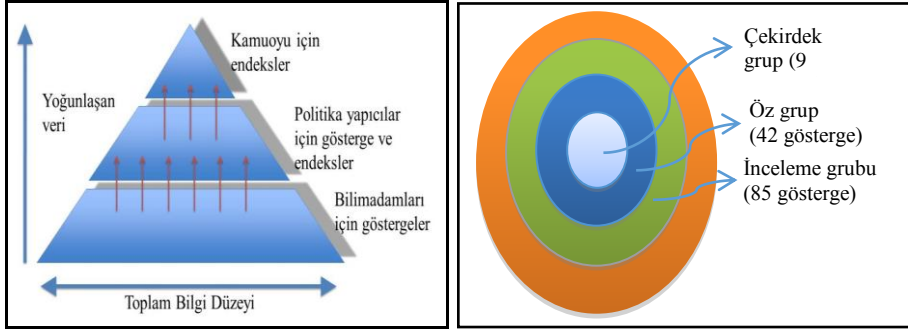 Kamuoyu için
endeksler
Yoğunlaşan
veri
Politika yapıcılar
için gösterge ve
endeksler
Bilimadamları
için göstergeler
Toplam Bilgi Düzeyi
Çekirdek
grup (9
Öz grup
(42 gösterge)
İnceleme grubu
(85 gösterge)